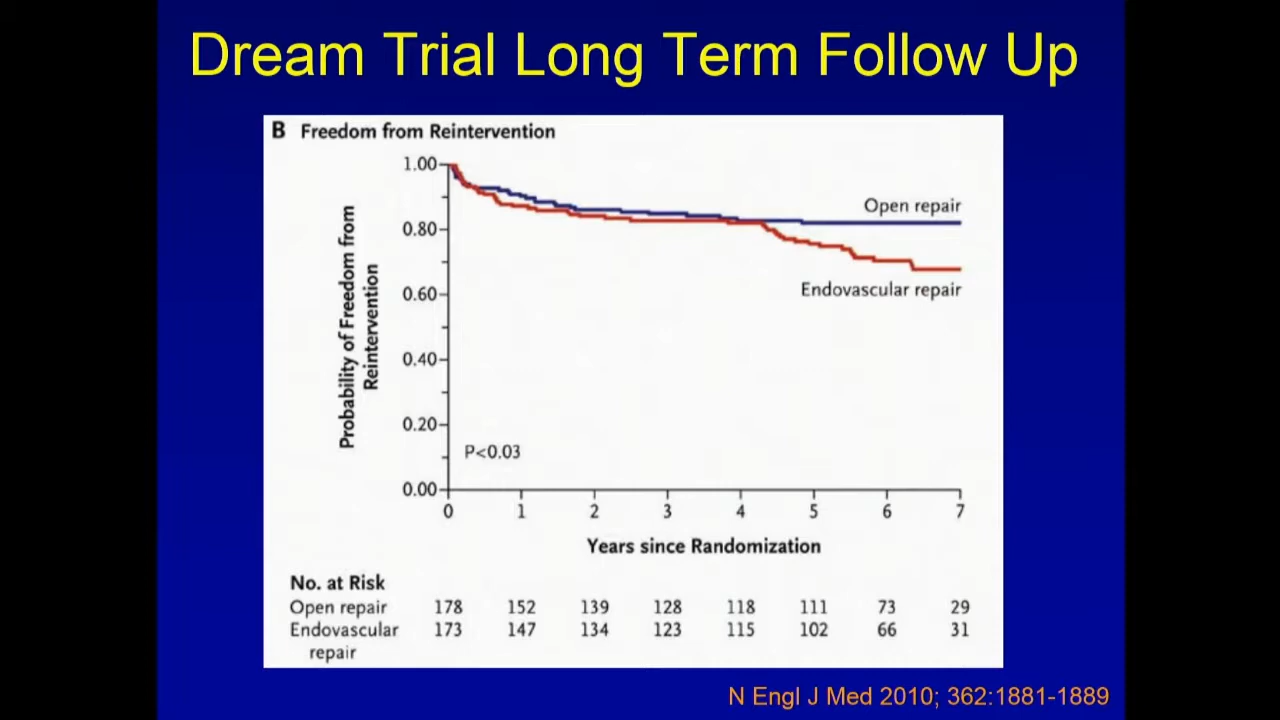 Dream Trial Long Term Follow Up
B Freedom from Reintervention
1.00
0.80
0.60
0.40
0.20
0.00
Probability of Freedom from
Reintervention
Open repair
Endovascular repair
P<0.03
0 1 2 3 4 5 6 7
Years since Randomization
No. at Risk
Open repair 178 152 139 128 118 111 73 29
Endovascular 173 147 134 123 115 102 66 31
repair
N Engl J Med 2010; 362:1881-1889